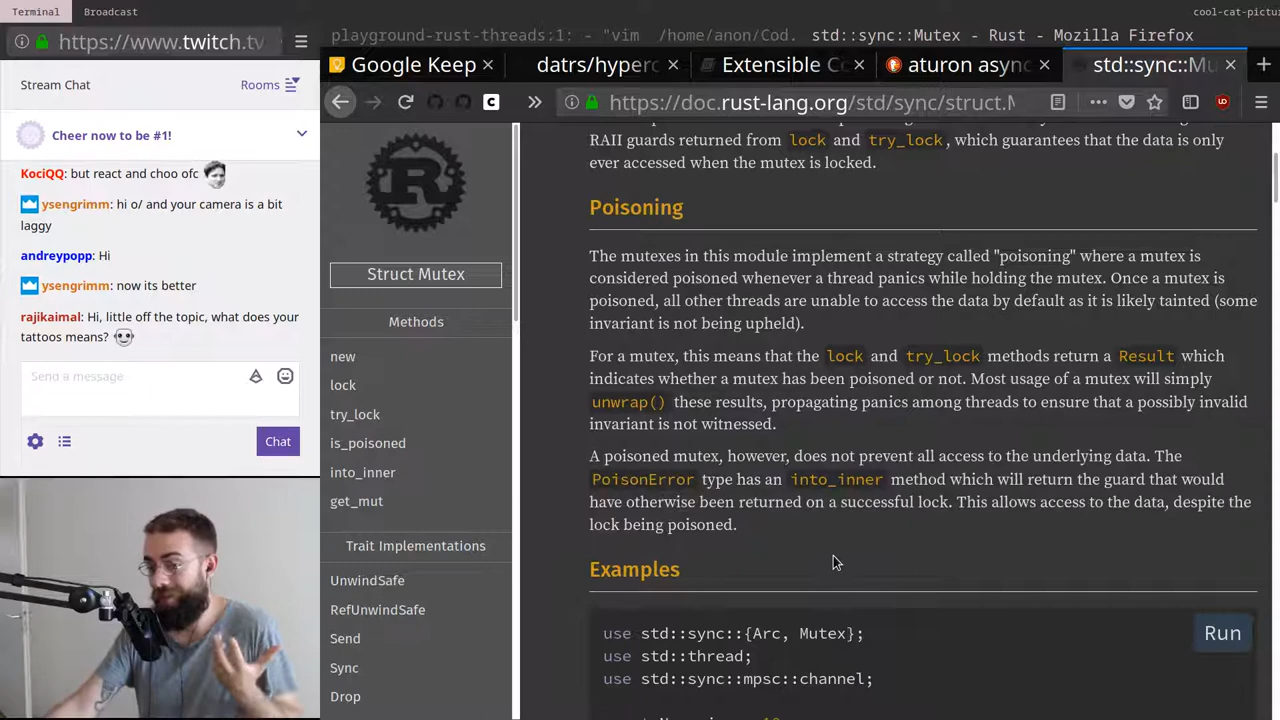 Terminal
Broadcast
cool-cat-pictu
playground-rust-threads:1: - "vim /home/anon/Cod. std::sync::Mutex - Rust - Mozilla Firefox
https://www.twitch.tv
Google Keep
datrs/hyperc
Extensible Co
aturon async
std::sync::Mu
https://doc.rust-lang.org/std/sync/struct.M
Stream Chat
Rooms
Cheer now to be #1!
KociQQ: but react and choo ofc
ysengrimm: hi o/ and your camera is a bit
laggy
andreypopp: Hi
ysengrimm: now its better
rajikaimal: Hi, little off the topic, what does your
tattoos means?
Send a message
Chat
Struct Mutex
Methods
new
lock
try_lock
is_poisoned
into_inner
get_mut
Trait Implementations
UnwindSafe
RefUnwindSafe
Send
Sync
Drop
RAII guards returned from lock and try_lock, which guarantees that the data is only
ever accessed when the mutex is locked.
Poisoning
The mutexes in this module implement a strategy called "poisoning" where a mutex is
considered poisoned whenever a thread panics while holding the mutex. Once a mutex is
poisoned, all other threads are unable to access the data by default as it is likely tainted (some
invariant is not being upheld).
For a mutex, this means that the lock and try_lock methods return a Result which
indicates whether a mutex has been poisoned or not. Most usage of a mutex will simply
unwrap() these results, propagating panics among threads to ensure that a possibly invalid
invariant is not witnessed.
A poisoned mutex, however, does not prevent all access to the underlying data. The
PoisonError type has an into_inner method which will return the guard that would
have otherwise been returned on a successful lock. This allows access to the data, despite the
lock being poisoned.
Examples
use std::sync::{Arc, Mutex};
use std::thread;
use std::sync::mpsc::channel;
Run